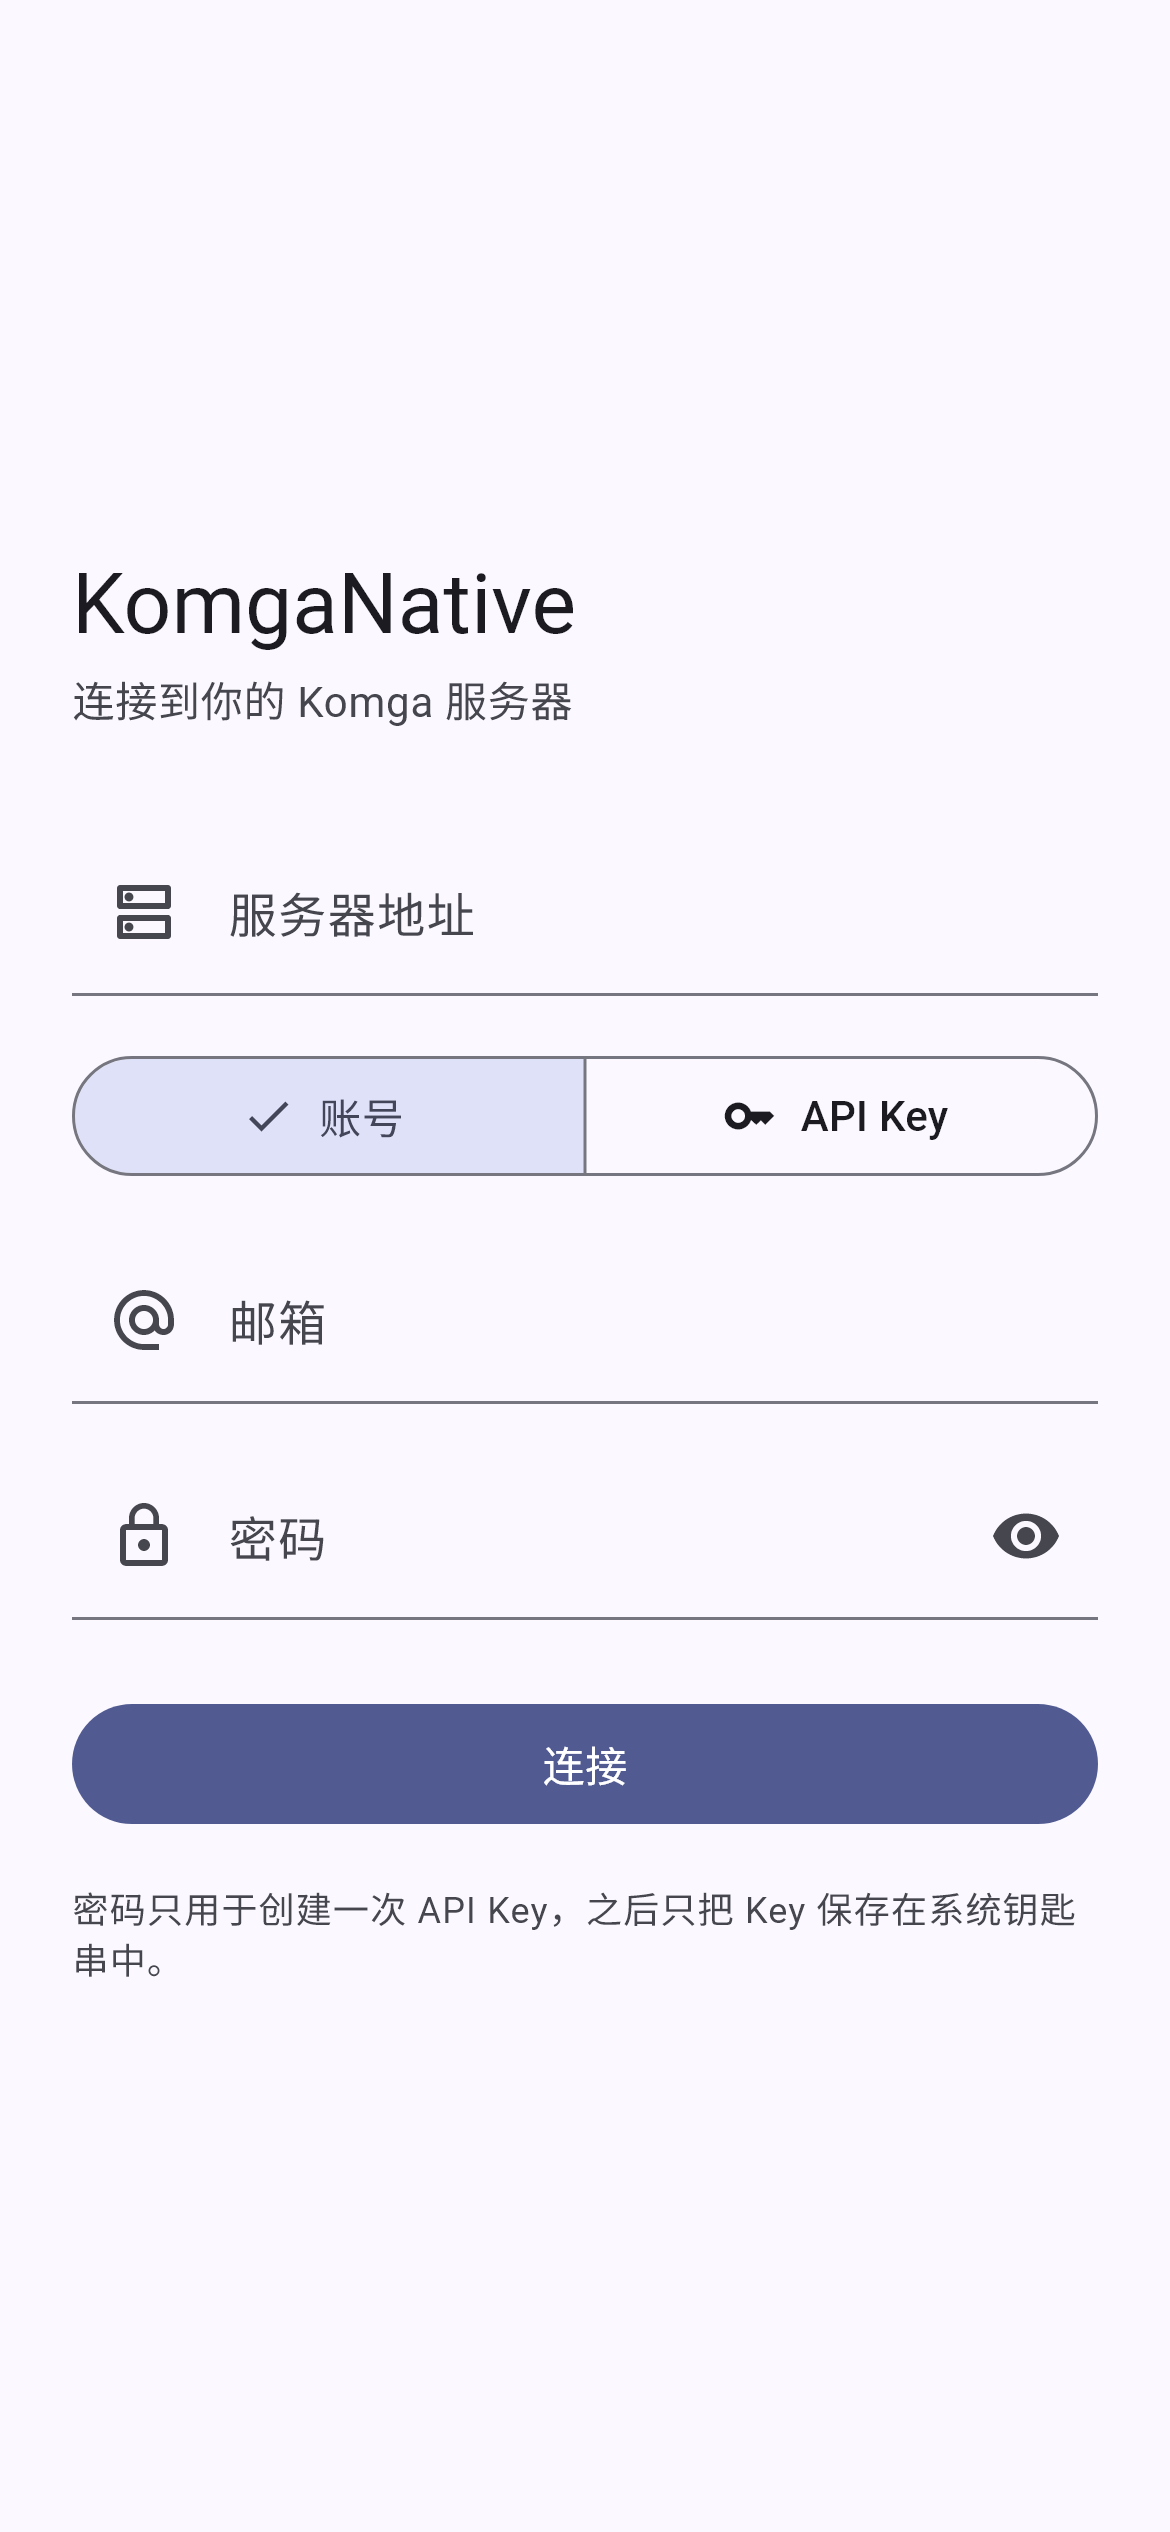 KomgaNative
连接到你的 Komga 服务器
服务器地址
账号
API Key
邮箱
密码
连接
密码只用于创建一次 API Key，之后只把 Key 保存在系统钥匙
串中。